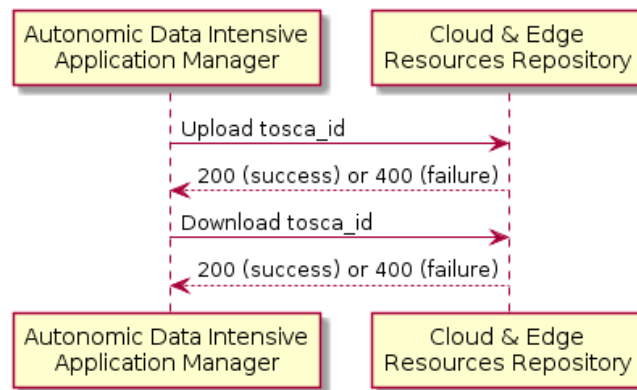 Autonomic Data Intensive
Application Manager
Cloud & Edge
Resources Repository
Upload tosca_id
200 (success) or 400 (failure)
Download tosca_id
200 (success) or 400 (failure)
Autonomic Data Intensive
Application Manager
Cloud & Edge
Resources Repository